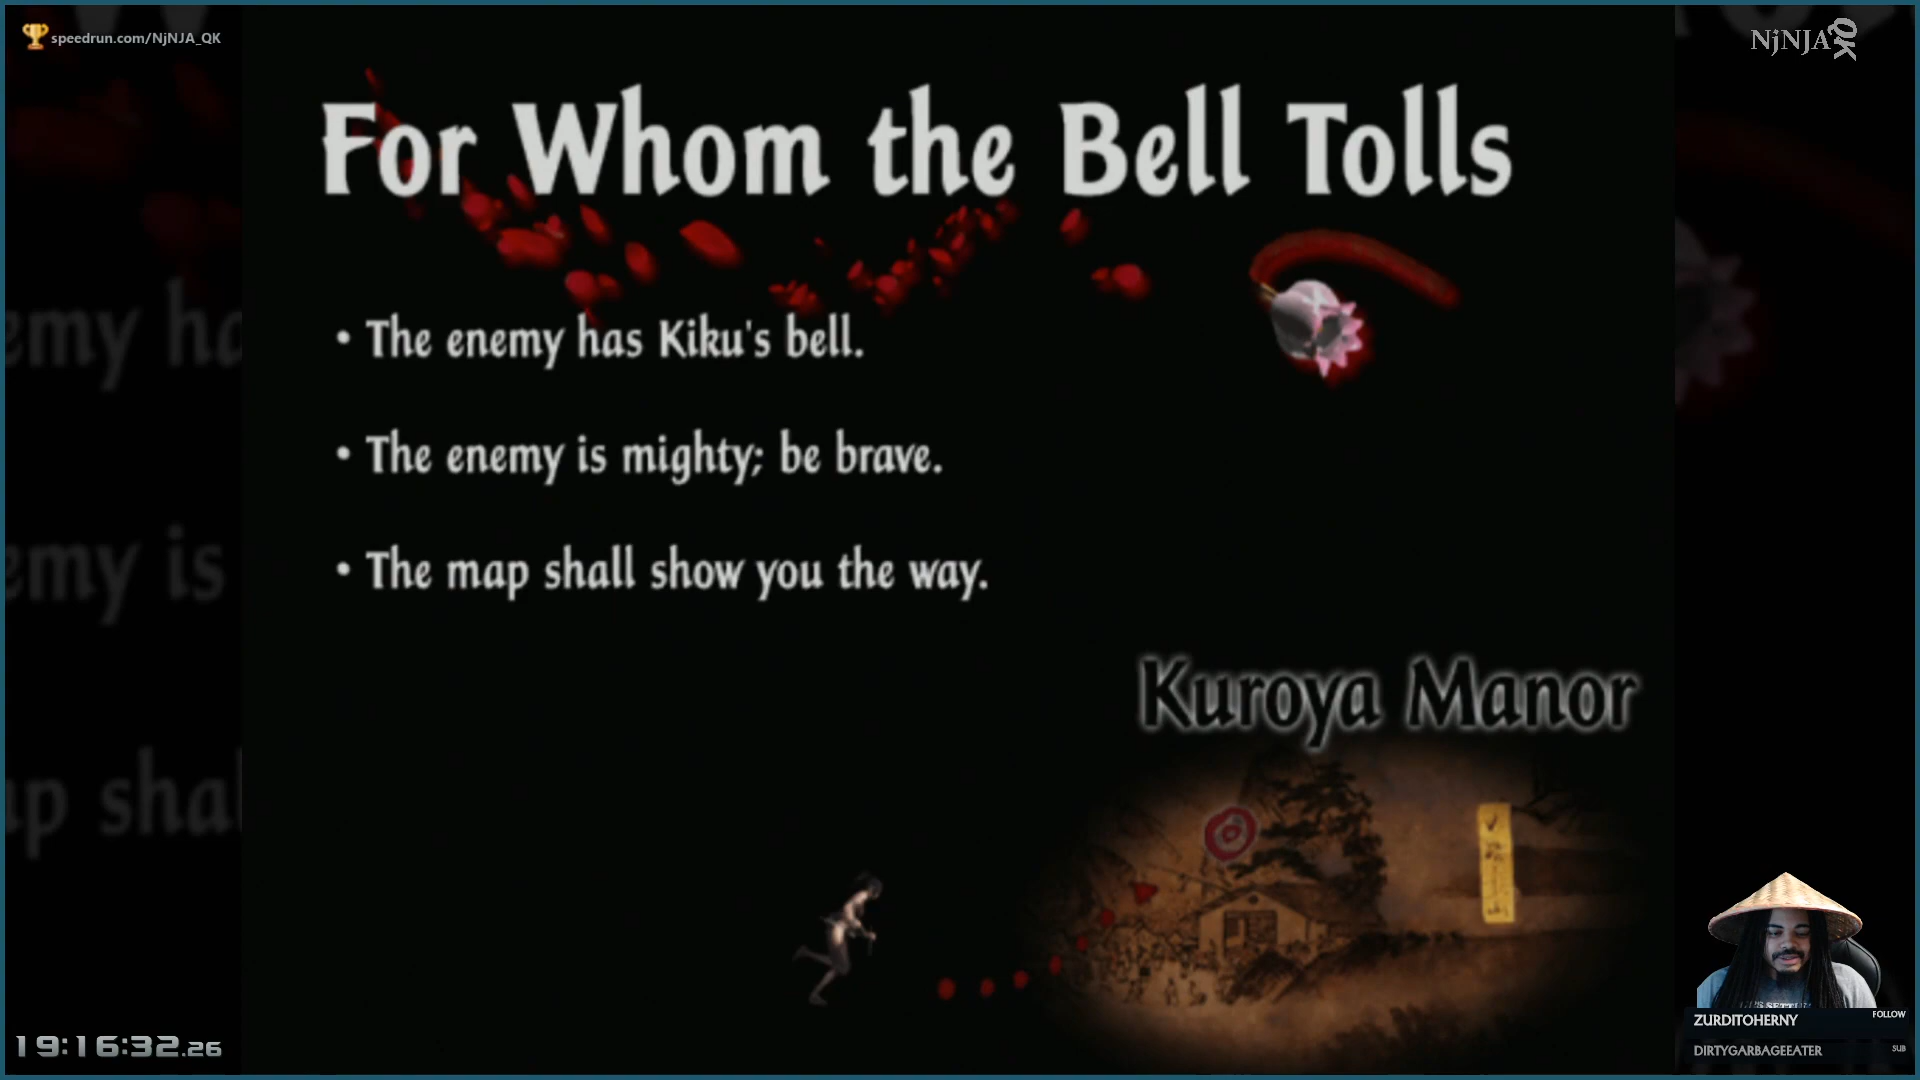 speedrun.com/NjNJA_QK
NjNJA QK
For Whom the Bell Tolls
• The enemy has Kiku's bell.
• The enemy is mighty; be brave.
• The map shall show you the way.
Kuroya Manor
19:16:32.26
ZURDITOHERNY FOLLOW
DIRTYGARBAGEEATER SUB